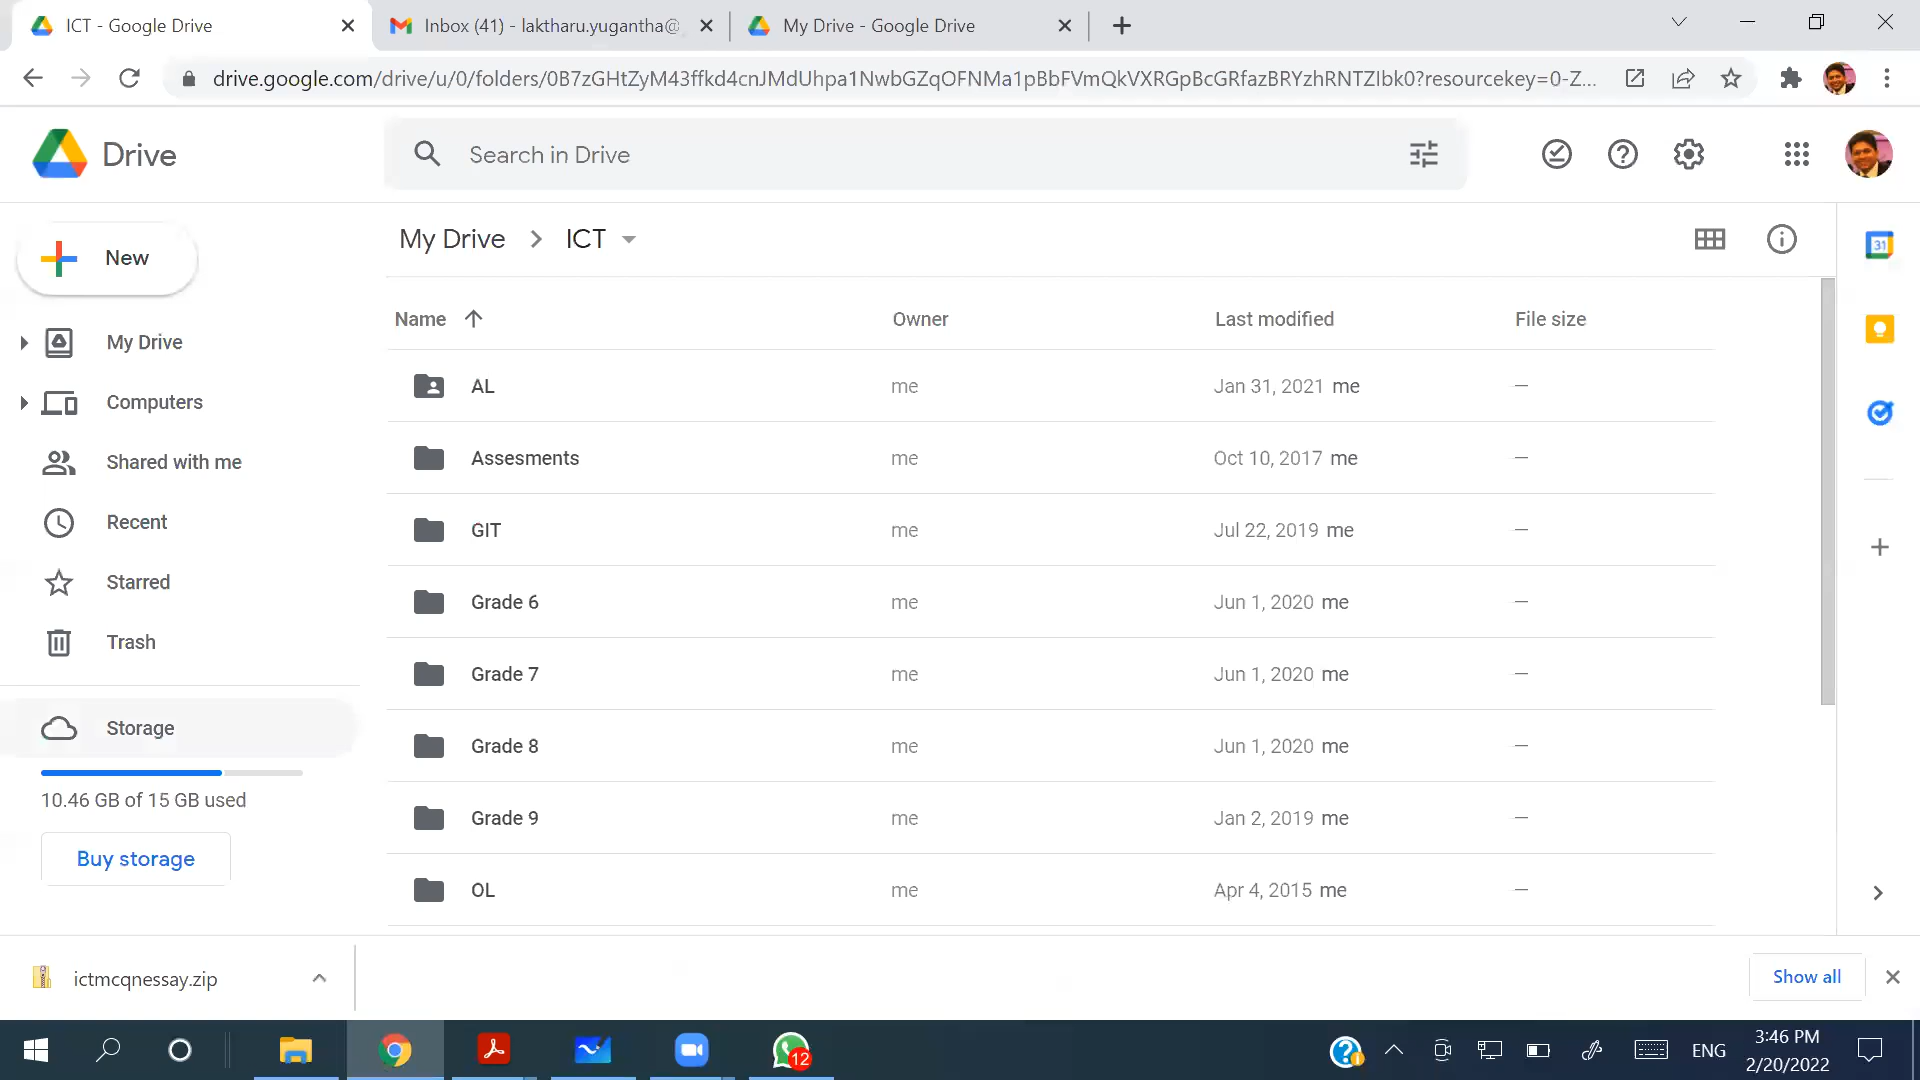 ICT - Google Drive
Inbox (41) - laktharu.yugantha@
My Drive - Google Drive
drive.google.com/drive/u/0/folders/0B7zGHtZyM43ffkd4cnJMdUhpa1NwbGZqOFNMa1pBbFVmQkVXRGpBcGRfazBRYzhRNTZIbk0?resourcekey=0-Z...
Drive
Search in Drive
New
My Drive
Computers
Shared with me
Recent
Starred
Trash
Storage
10.46 GB of 15 GB used
Buy storage
My Drive > ICT
Name Owner Last modified File size
AL me Jan 31, 2021 me —
Assesments me Oct 10, 2017 me —
GIT me Jul 22, 2019 me —
Grade 6 me Jun 1, 2020 me —
Grade 7 me Jun 1, 2020 me —
Grade 8 me Jun 1, 2020 me —
Grade 9 me Jan 2, 2019 me —
OL me Apr 4, 2015 me —
31
ictmcqnessay.zip
Show all
12
ENG
3:46 PM
2/20/2022